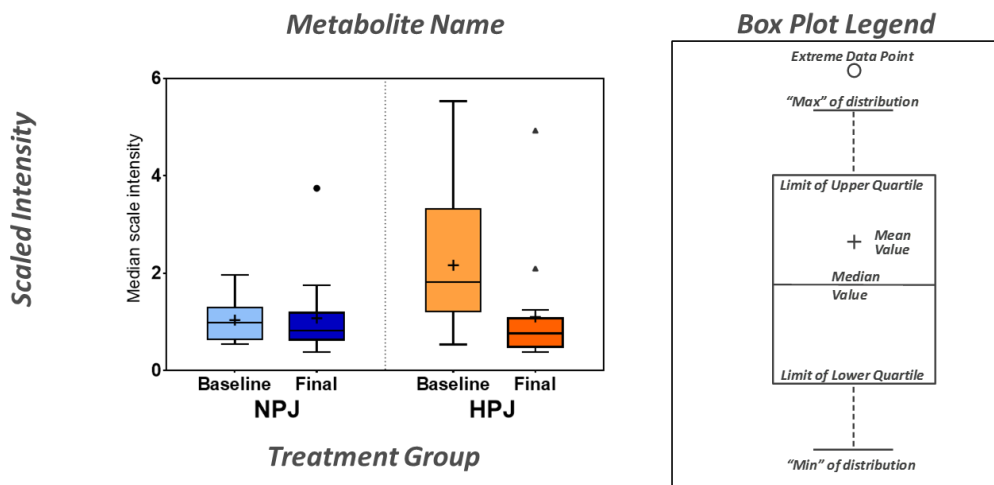 Metabolite Name
Box Plot Legend
Scaled Intensity
Median scale intensity
6
4
2
0
Baseline Final Baseline Final
NPJ HPJ
Treatment Group
Extreme Data Point
“Max” of distribution
Limit of Upper Quartile
Mean
Value
Median
Value
Limit of Lower Quartile
“Min” of distribution